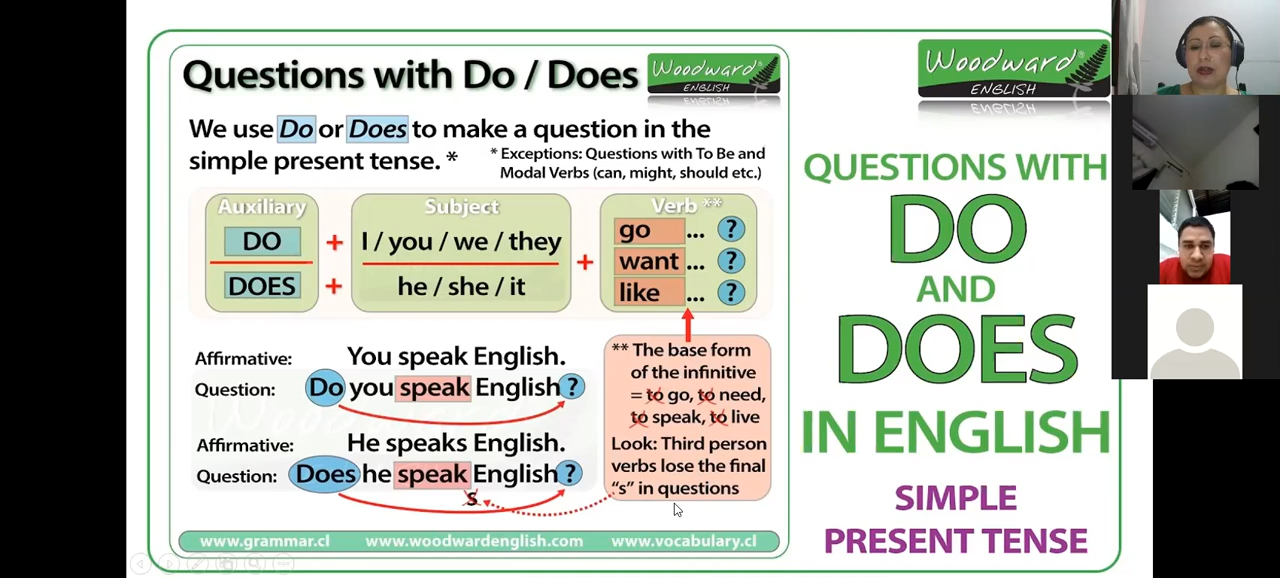 Questions with Do / Does
Woodward®
ENGLISH
We use Do or Does to make a question in the
simple present tense. *
* Exceptions: Questions with To Be and
Modal Verbs (can, might, should etc.)
Auxiliary
Subject
Verb **
DO + I / you / we / they
DOES + he / she / it
+
go ... ?
want ... ?
like ... ?
Affirmative: You speak English.
Question: Do you speak English?
Affirmative: He speaks English.
Question: Does he speak English?
s
** The base form
of the infinitive
= to go, to need,
to speak, to live
Look: Third person
verbs lose the final
“s” in questions
www.grammar.cl www.woodwardenglish.com www.vocabulary.cl
Woodward®
ENGLISH
QUESTIONS WITH
DO
AND
DOES
IN ENGLISH
SIMPLE
PRESENT TENSE